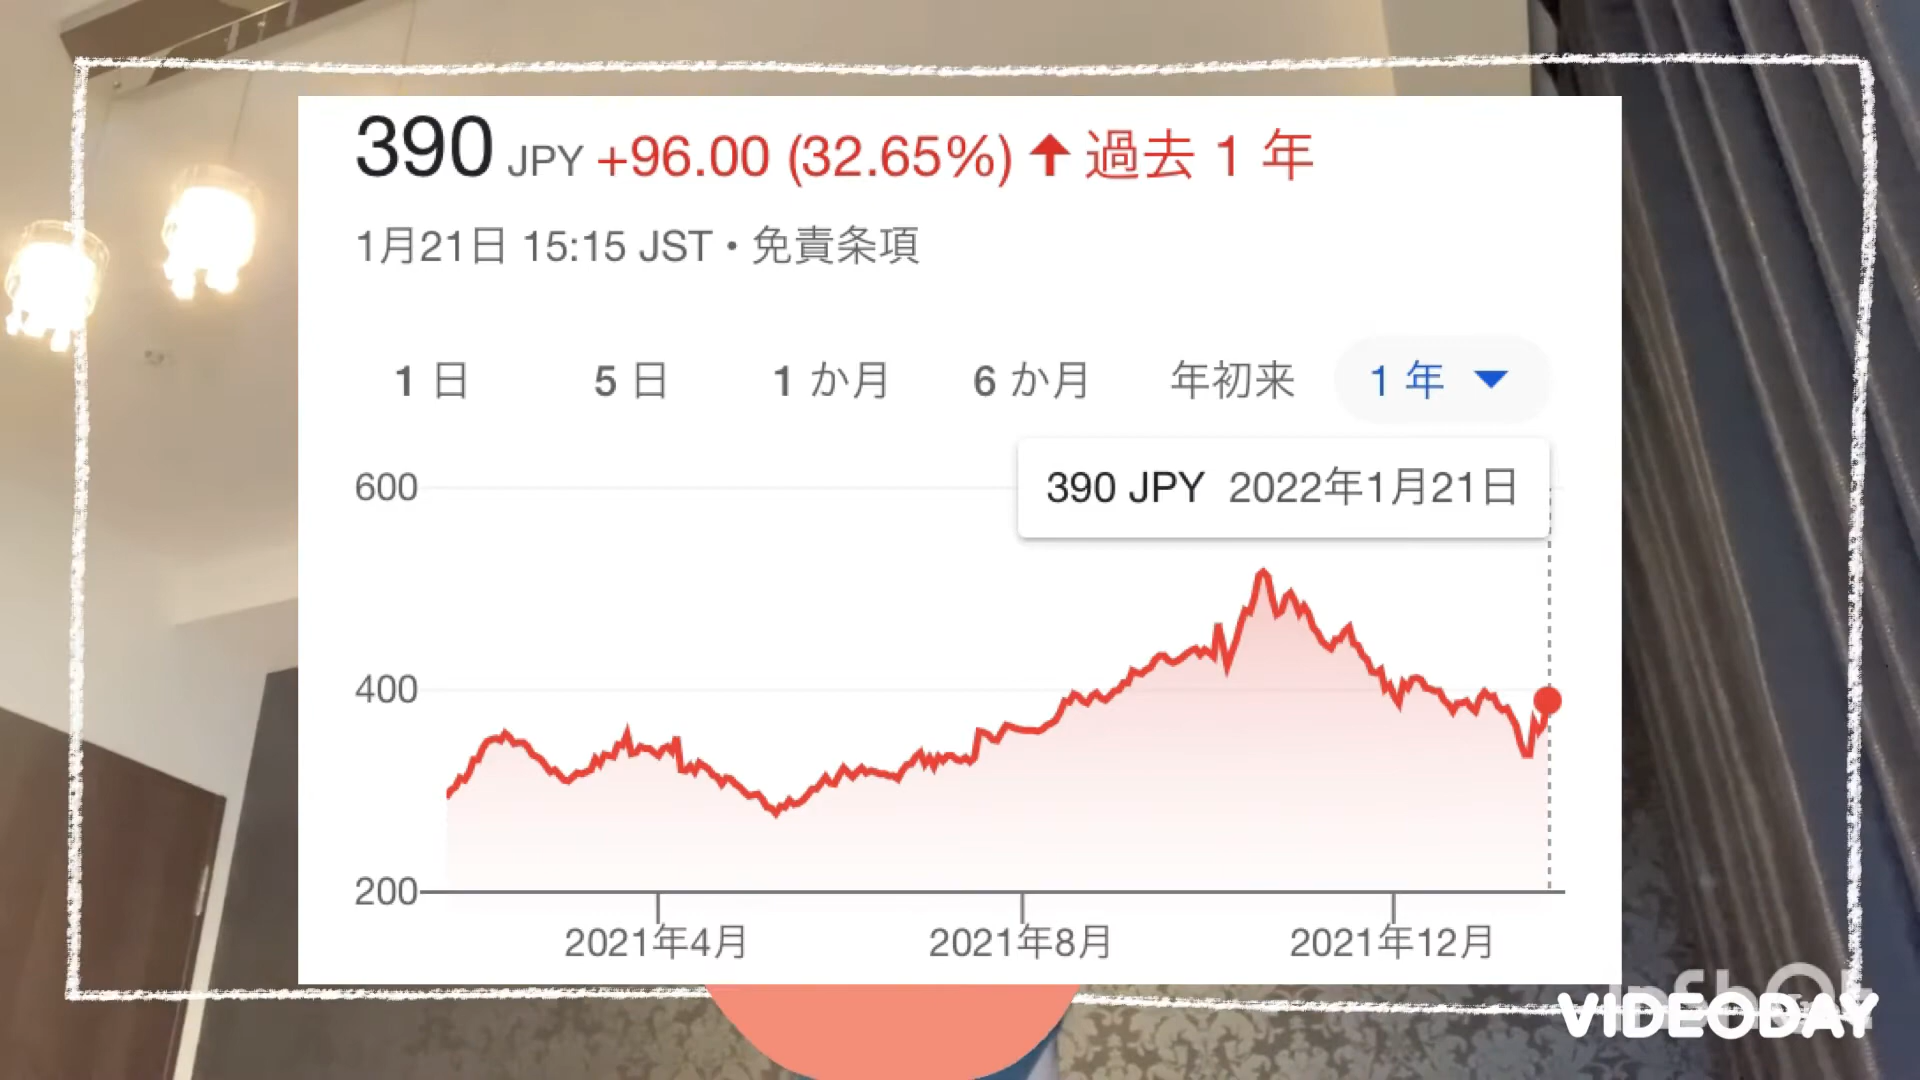 390 JPY +96.00 (32.65%) ↑ 過去 1 年
1月21日 15:15 JST • 免責条項
1 日 5 日 1 か月 6 か月 年初来 1 年
390 JPY 2022年1月21日
600
400
200
2021年4月 2021年8月 2021年12月
VIDEODAY